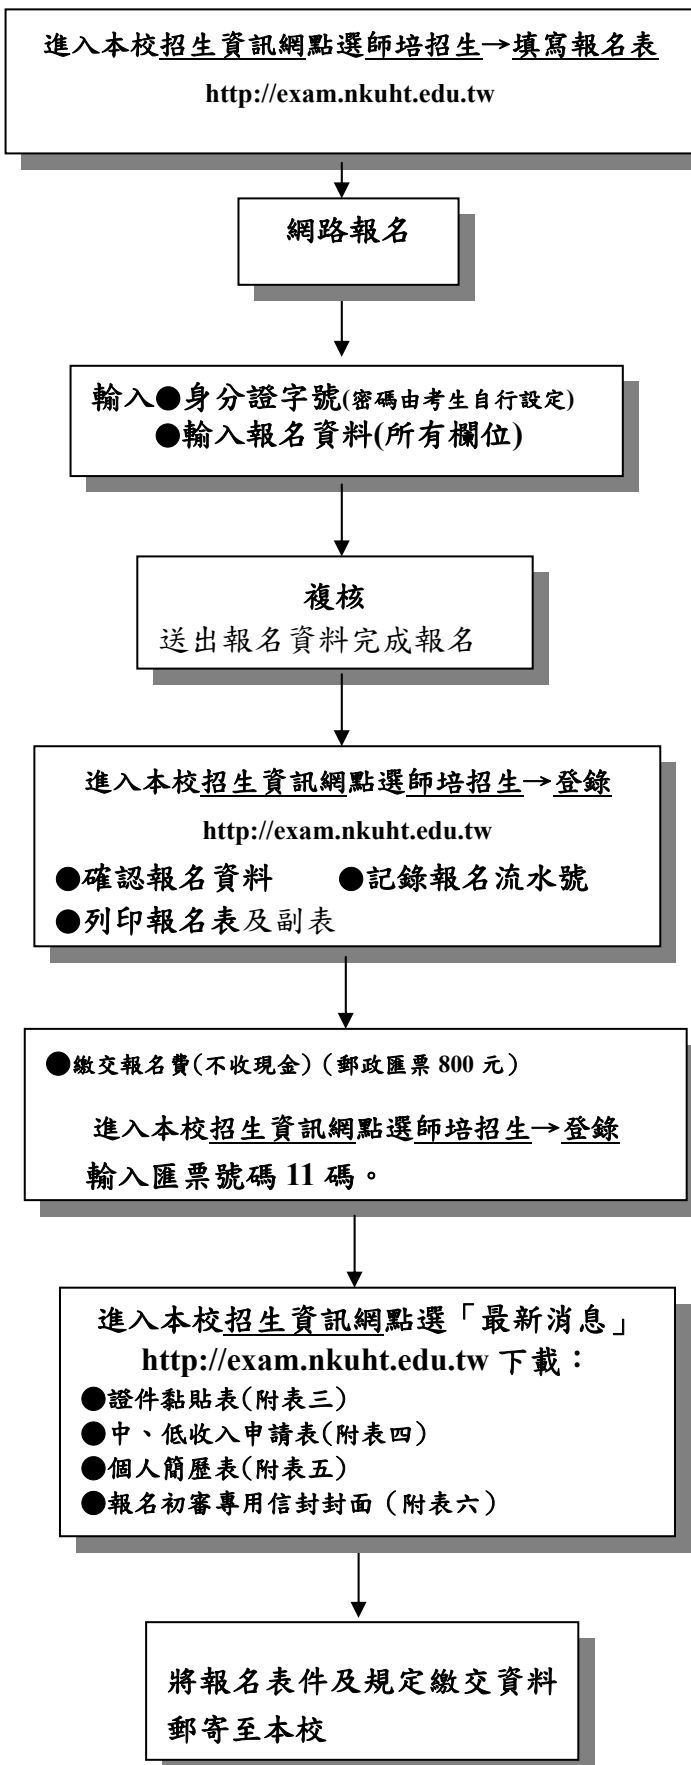 進入本校招生資訊網點選師培招生→填寫報名表
http://exam.nkuht.edu.tw
網路報名
輸入●身分證字號(密碼由考生自行設定)
●輸入報名資料(所有欄位)
複核
送出報名資料完成報名
進入本校招生資訊網點選師培招生→登錄
http://exam.nkuht.edu.tw
●確認報名資料 ●記錄報名流水號
●列印報名表及副表
●繳交報名費(不收現金)(郵政匯票 800 元)
進入本校招生資訊網點選師培招生→登錄
輸入匯票號碼 11 碼。
進入本校招生資訊網點選「最新消息」
http://exam.nkuht.edu.tw 下載：
●證件黏貼表(附表三)
●中、低收入申請表(附表四)
●個人簡歷表(附表五)
●報名初審專用信封封面（附表六）
將報名表件及規定繳交資料
郵寄至本校